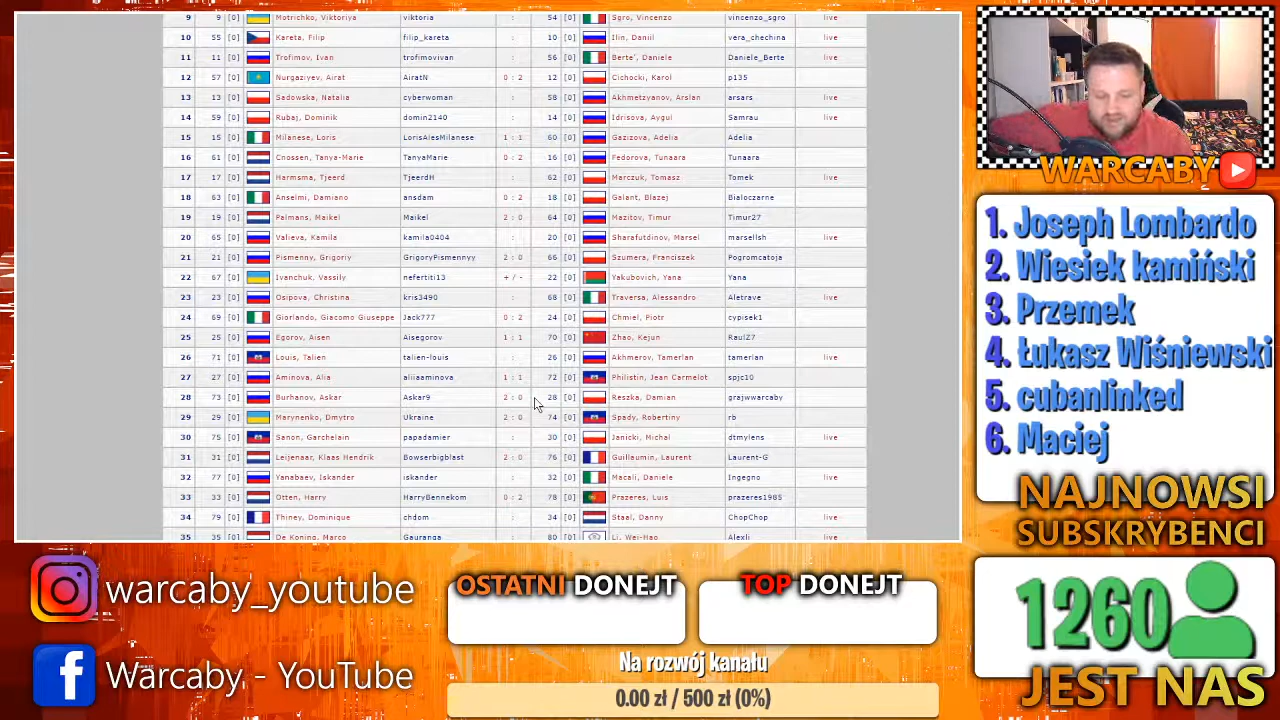 9 9 [0] Motrichko, Viktoriya viktoria : 54 [0] Sgro, Vincenzo vincenzo_sgro live
10 55 [0] Kareta, Filip filip_kareta : 10 [0] Ilin, Daniil vera_chechina live
11 11 [0] Trofimov, Ivan trofimovivan : 56 [0] Berte', Daniele Daniele_Berte live
12 57 [0] Nurgaziyev, Airat AiratN 0 : 2 12 [0] Cichocki, Karol p135
13 13 [0] Sadowska, Natalia cyberwoman : 58 [0] Akhmetzyanov, Arslan arsars live
14 59 [0] Rubaj, Dominik domin2140 : 14 [0] Idrisova, Aygul Samrau live
15 15 [0] Milanese, Loris LorisAlesMilanese 1 : 1 60 [0] Gazizova, Adelia Adelia
16 61 [0] Cnossen, Tanya-Marie TanyaMarie 0 : 2 16 [0] Fedorova, Tunaara Tunaara
17 17 [0] Harmsma, Tjeerd TjeerdH : 62 [0] Marczuk, Tomasz Tomek live
18 63 [0] Anselmi, Damiano ansdam 0 : 2 18 [0] Galant, Blazej Bialoczarne
19 19 [0] Palmans, Maikel Maikel 2 : 0 64 [0] Mazitov, Timur Timur27
20 65 [0] Valieva, Kamila kamila0404 : 20 [0] Sharafutdinov, Marsel marsellsh live
21 21 [0] Pismenny, Grigoriy GrigoryPismennyy 2 : 0 66 [0] Szumera, Franciszek Pogromcatoja
22 67 [0] Ivanchuk, Vassily nefertiti13 + / - 22 [0] Yakubovich, Yana Yana
23 23 [0] Osipova, Christina kris3490 : 68 [0] Traversa, Alessandro Aletrave live
24 69 [0] Giorlando, Giacomo Giuseppe Jack777 0 : 2 24 [0] Chmiel, Piotr cypisek1
25 25 [0] Egorov, Aisen Aisegorov 1 : 1 70 [0] Zhao, Kejun RaulZ7
26 71 [0] Louis, Talien talien-louis : 26 [0] Akhmerov, Tamerlan tamerlan live
27 27 [0] Aminova, Alia aliiaaminova 1 : 1 72 [0] Philistin, Jean Carmelot spjc10
28 73 [0] Burhanov, Askar Askar9 2 : 0 28 [0] Reszka, Damian grajwwarcaby
29 29 [0] Marynenko, Dmytro Ukraine 2 : 0 74 [0] Spady, Robertiny rb
30 75 [0] Sanon, Garchelain papadamier : 30 [0] Janicki, Michal dtmylens live
31 31 [0] Leijenaar, Klaas Hendrik Bowserbigblast 2 : 0 76 [0] Guillaumin, Laurent Laurent-G
32 77 [0] Yanabaev, Iskander iskander : 32 [0] Macali, Daniele Ingegno live
33 33 [0] Otten, Harry HarryBennekom 0 : 2 78 [0] Prazeres, Luis prazeres1985
34 79 [0] Thiney, Dominique chdom : 34 [0] Staal, Danny ChopChop live
35 35 [0] De Koning, Marco Gauranga : 80 [0] Li, Wei-Hao Alexli live
WARCABY
1. Joseph Lombardo
2. Wiesiek kamiński
3. Przemek
4. Łukasz Wiśniewski
5. cubanlinked
6. Maciej
NAJNOWSI
SUBSKRYBENCI
1260
JEST NAS
warcaby_youtube
Warcaby - YouTube
OSTATNI DONEJT
TOP DONEJT
Na rozwój kanału
0.00 zł / 500 zł (0%)